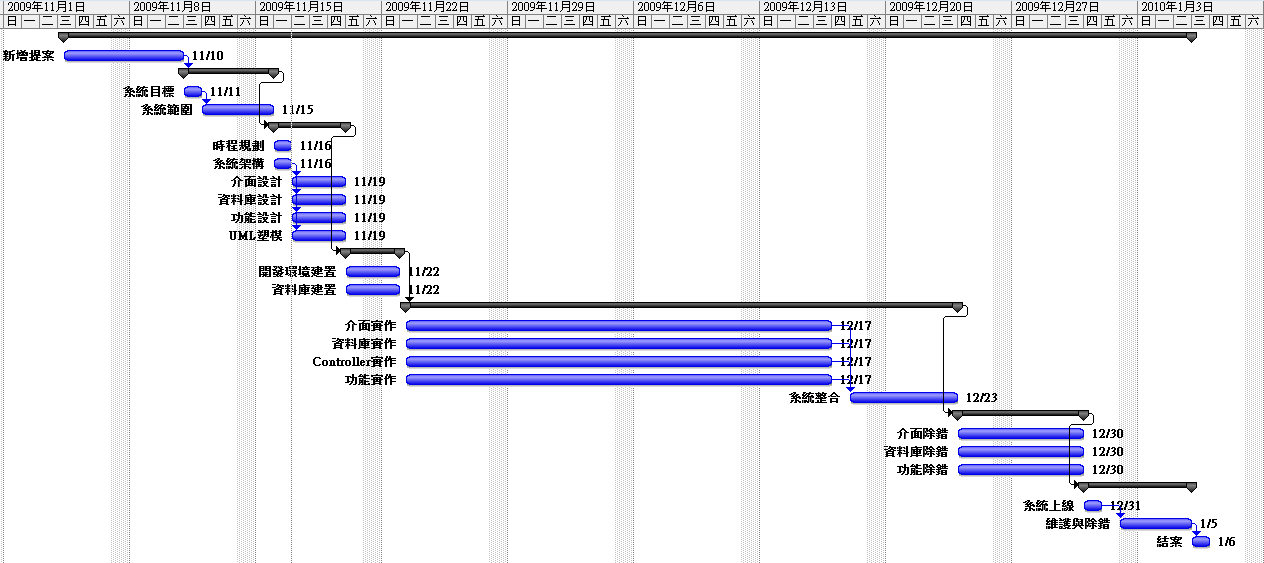 2009年11月1日 2009年11月8日 2009年11月15日 2009年11月22日 2009年11月29日 2009年12月6日 2009年12月13日 2009年12月20日 2009年12月27日 2010年1月3日
日 一 二 三 四 五 六 日 一 二 三 四 五 六 日 一 二 三 四 五 六 日 一 二 三 四 五 六 日 一 二 三 四 五 六 日 一 二 三 四 五 六 日 一 二 三 四 五 六 日 一 二 三 四 五 六 日 一 二 三 四 五 六 日 一 二 三 四 五 六
新增提案 11/10
系統目標 11/11
系統範圍 11/15
時程規劃 11/16
系統架構 11/16
介面設計 11/19
資料庫設計 11/19
功能設計 11/19
UML塑模 11/19
開發環境建置 11/22
資料庫建置 11/22
介面實作 12/17
資料庫實作 12/17
Controller實作 12/17
功能實作 12/17
系統整合 12/23
介面除錯 12/30
資料庫除錯 12/30
功能除錯 12/30
系統上線 12/31
維護與除錯 1/5
結案 1/6